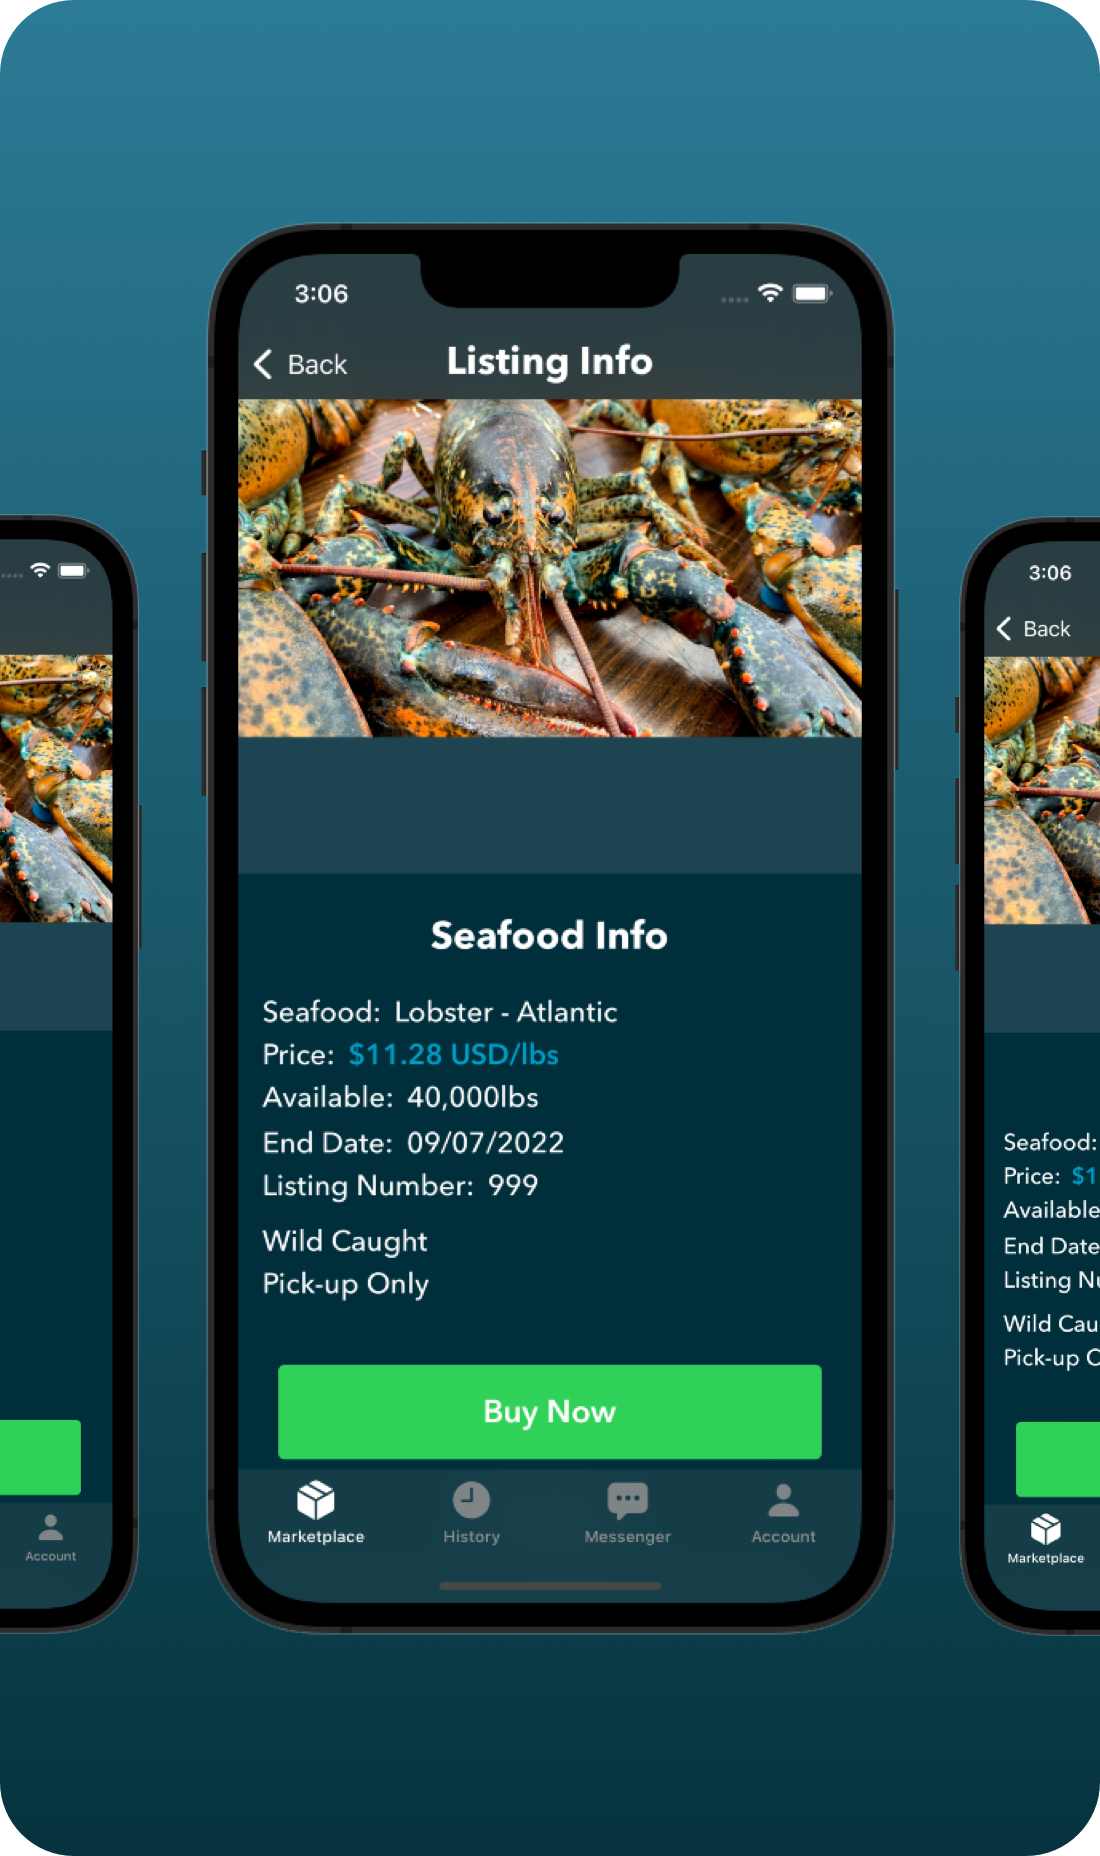 3:06
Back
Listing Info
Seafood Info
Seafood: Lobster - Atlantic
Price: $11.28 USD/lbs
Available: 40,000lbs
End Date: 09/07/2022
Listing Number: 999
Wild Caught
Pick-up Only
Buy Now
Marketplace
History
Messenger
Account
Account
3:06
Back
Seafood:
Price: $1
Available
End Date
Listing Nu
Wild Cau
Pick-up
Marketplace